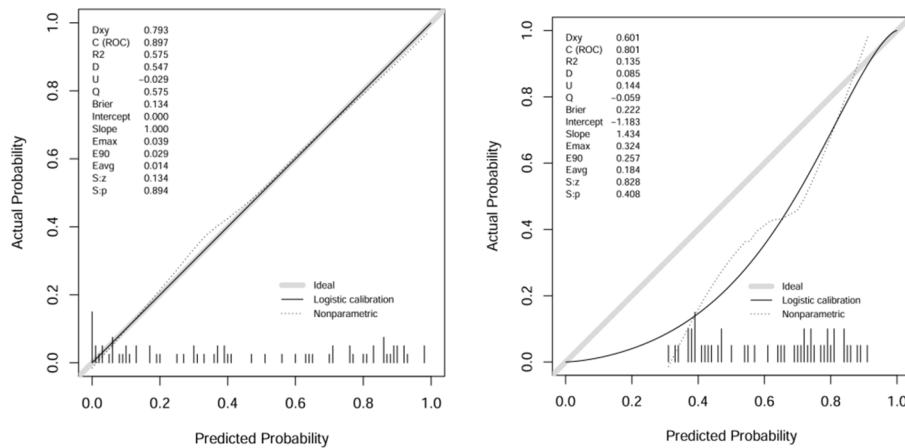 Dxy 0.793
C (ROC) 0.897
R2 0.575
D 0.547
U −0.029
Q 0.575
Brier 0.134
Intercept 0.000
Slope 1.000
Emax 0.039
E90 0.029
Eavg 0.014
S:z 0.134
S:p 0.894
Actual Probability
1.0
0.8
0.6
0.4
0.2
0.0
Ideal
Logistic calibration
Nonparametric
0.0 0.2 0.4 0.6 0.8 1.0
Predicted Probability
Dxy 0.601
C (ROC) 0.801
R2 0.135
D 0.085
U 0.144
Q −0.059
Brier 0.222
Intercept −1.183
Slope 1.434
Emax 0.324
E90 0.257
Eavg 0.184
S:z 0.828
S:p 0.408
Actual Probability
1.0
0.8
0.6
0.4
0.2
0.0
Ideal
Logistic calibration
Nonparametric
0.0 0.2 0.4 0.6 0.8 1.0
Predicted Probability